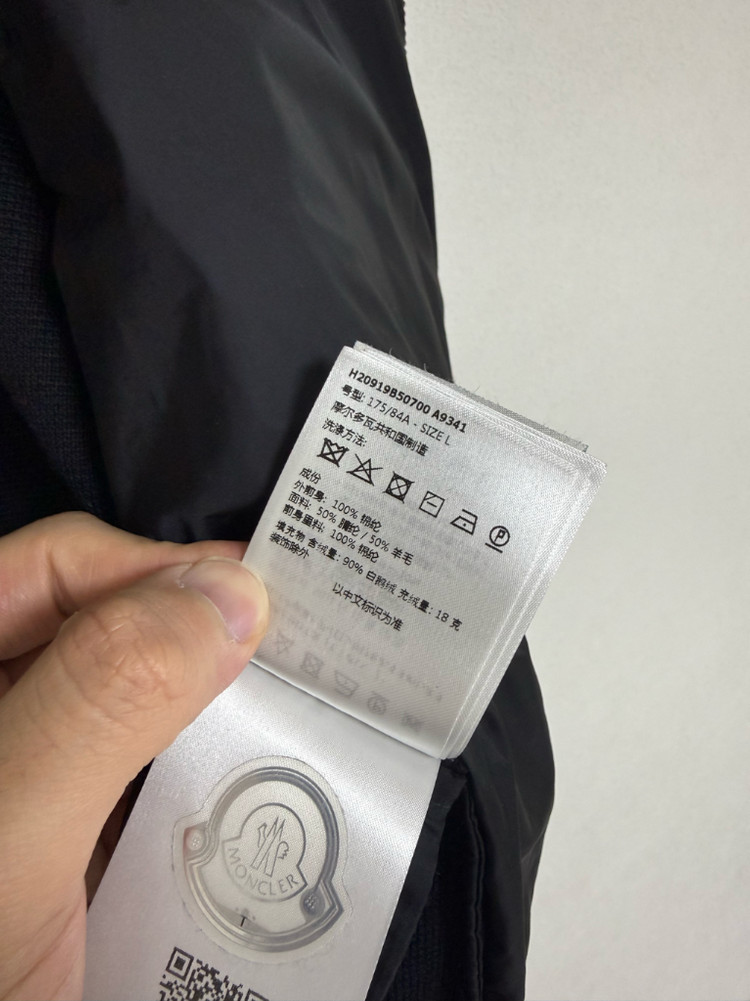 H20919B50700 A9341
号型: 175/84A - SIZE L
摩尔多瓦共和国制造
洗涤方法:
P
成份
外前身: 100% 锦纶
面料: 50% 腈纶 / 50% 羊毛
前身里料: 100% 锦纶
填充物 含绒量: 90% 白鹅绒 充绒量: 18 克
装饰除外
以中文标识为准
MONCLER
1